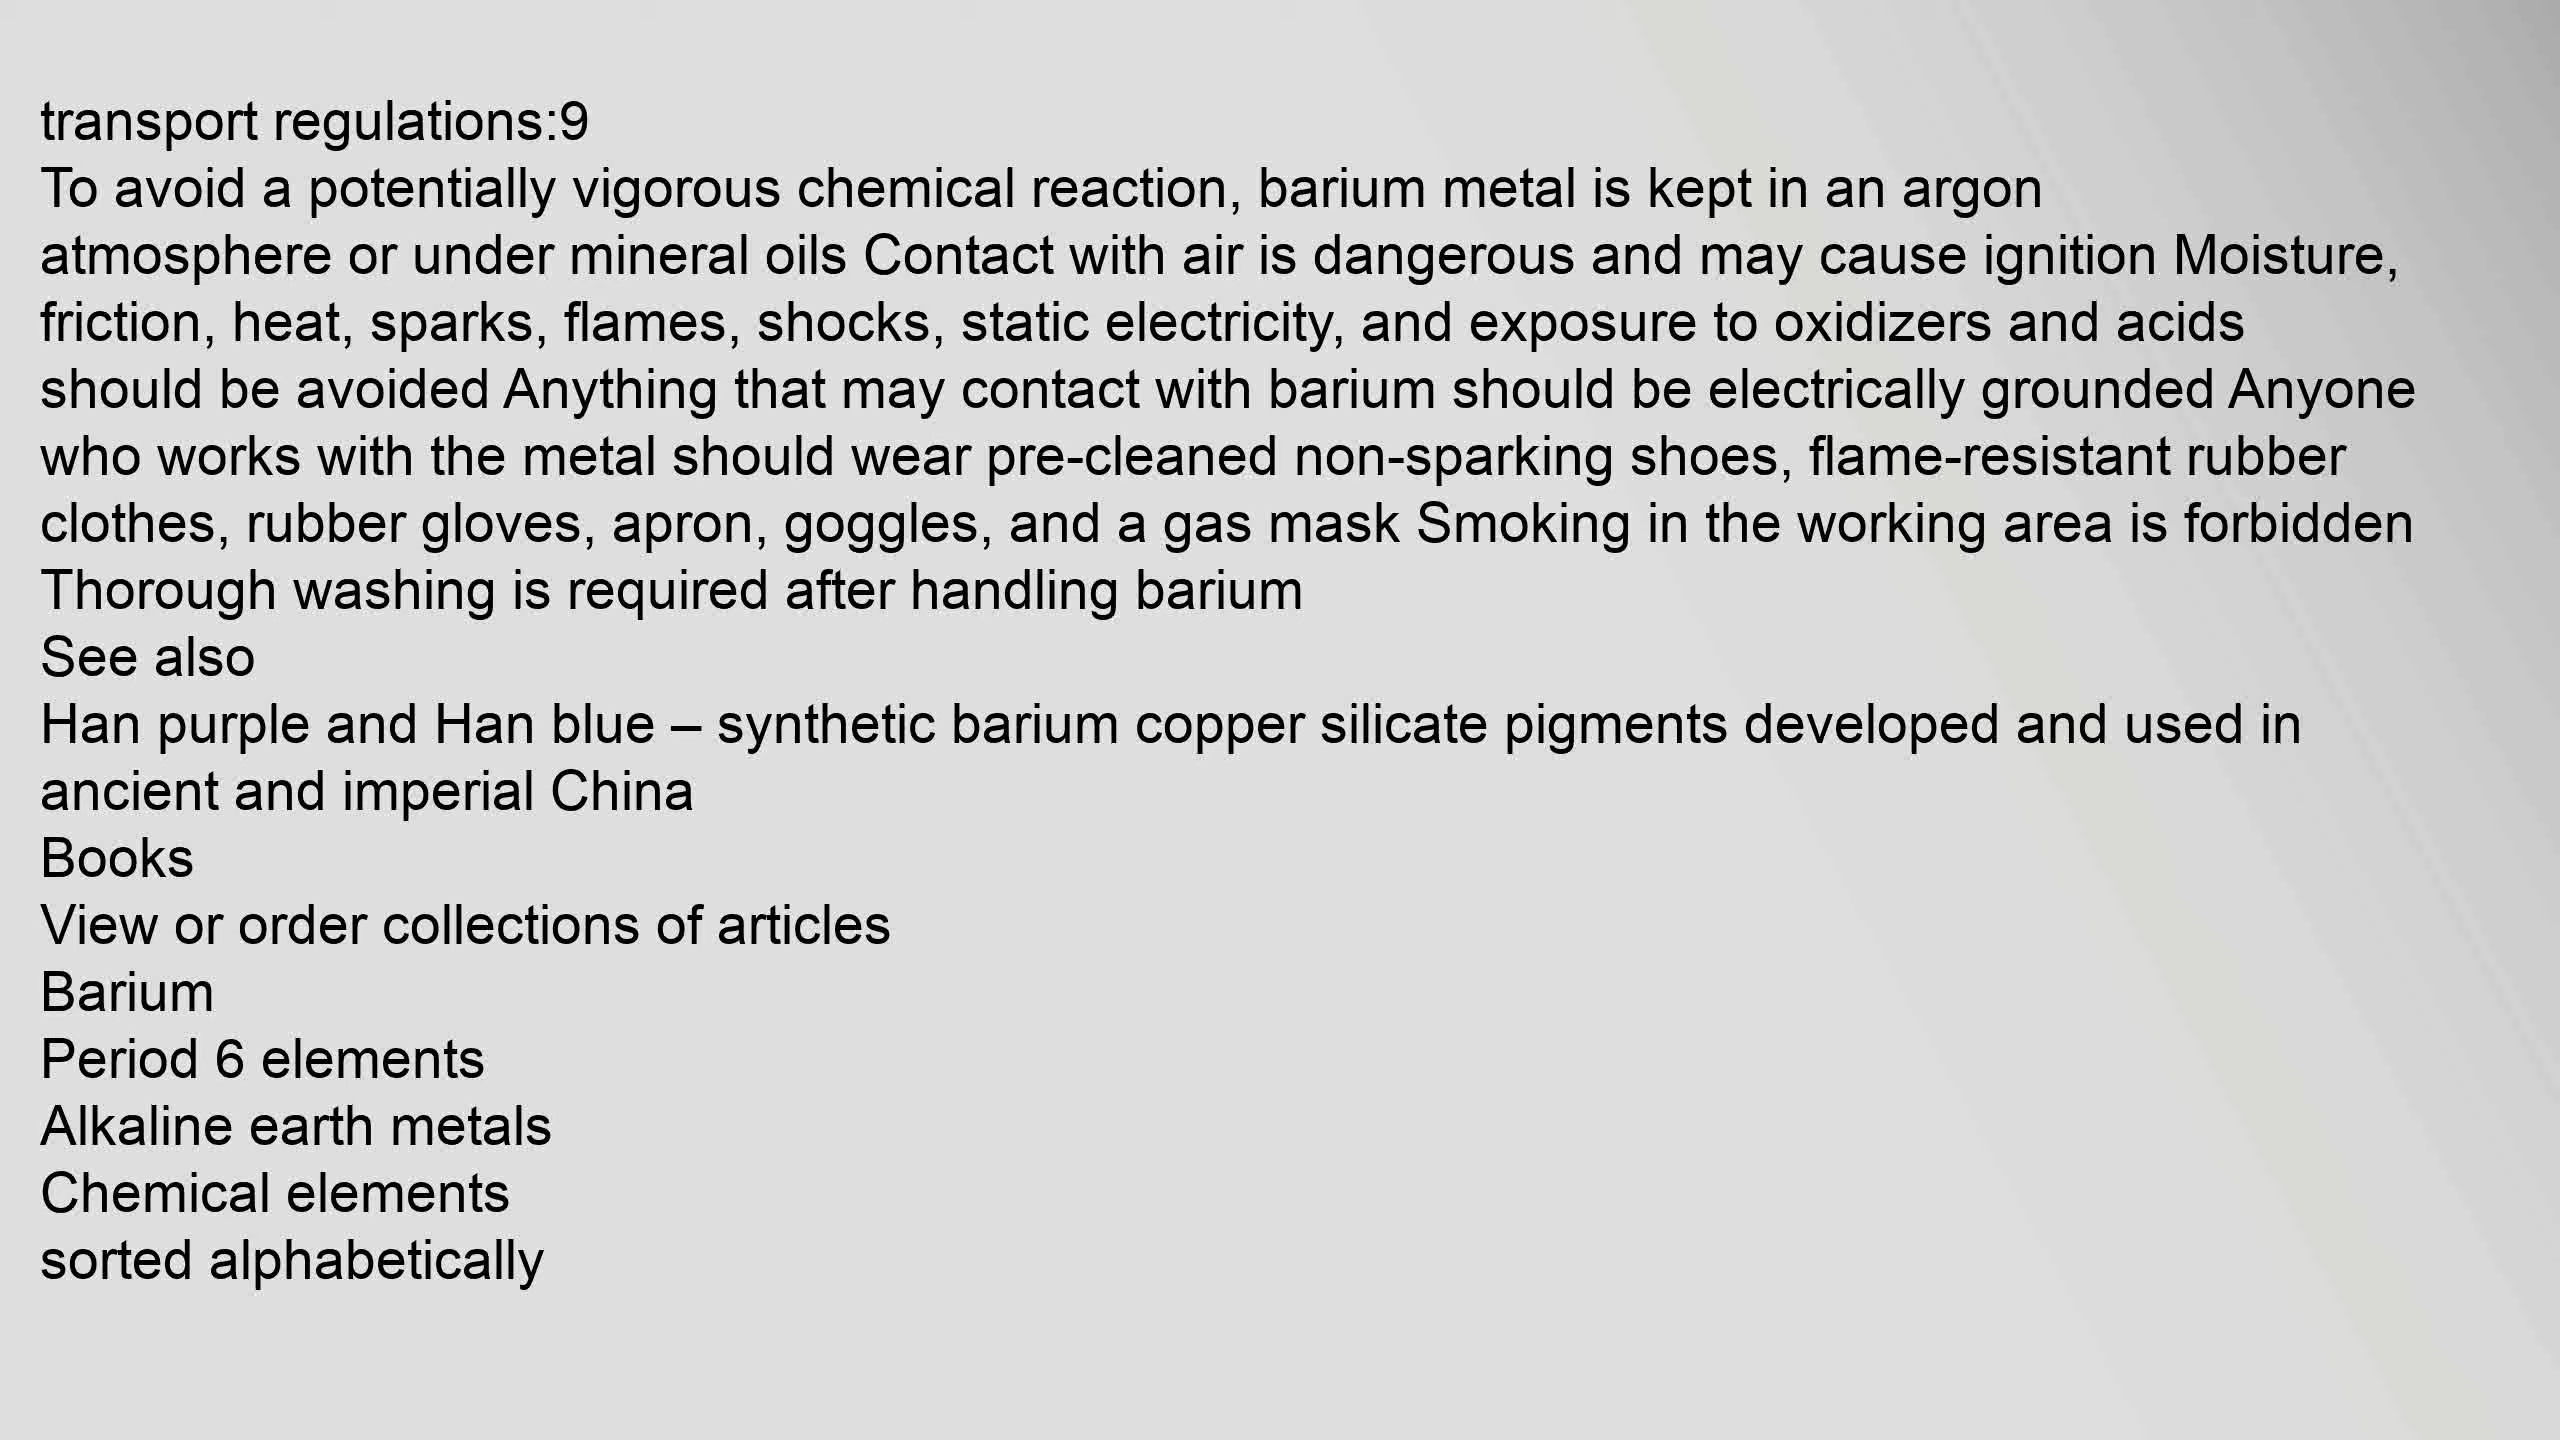 transport regulations:9
To avoid a potentially vigorous chemical reaction, barium metal is kept in an argon
atmosphere or under mineral oils Contact with air is dangerous and may cause ignition Moisture,
friction, heat, sparks, flames, shocks, static electricity, and exposure to oxidizers and acids
should be avoided Anything that may contact with barium should be electrically grounded Anyone
who works with the metal should wear pre-cleaned non-sparking shoes, flame-resistant rubber
clothes, rubber gloves, apron, goggles, and a gas mask Smoking in the working area is forbidden
Thorough washing is required after handling barium
See also
Han purple and Han blue – synthetic barium copper silicate pigments developed and used in
ancient and imperial China
Books
View or order collections of articles
Barium
Period 6 elements
Alkaline earth metals
Chemical elements
sorted alphabetically